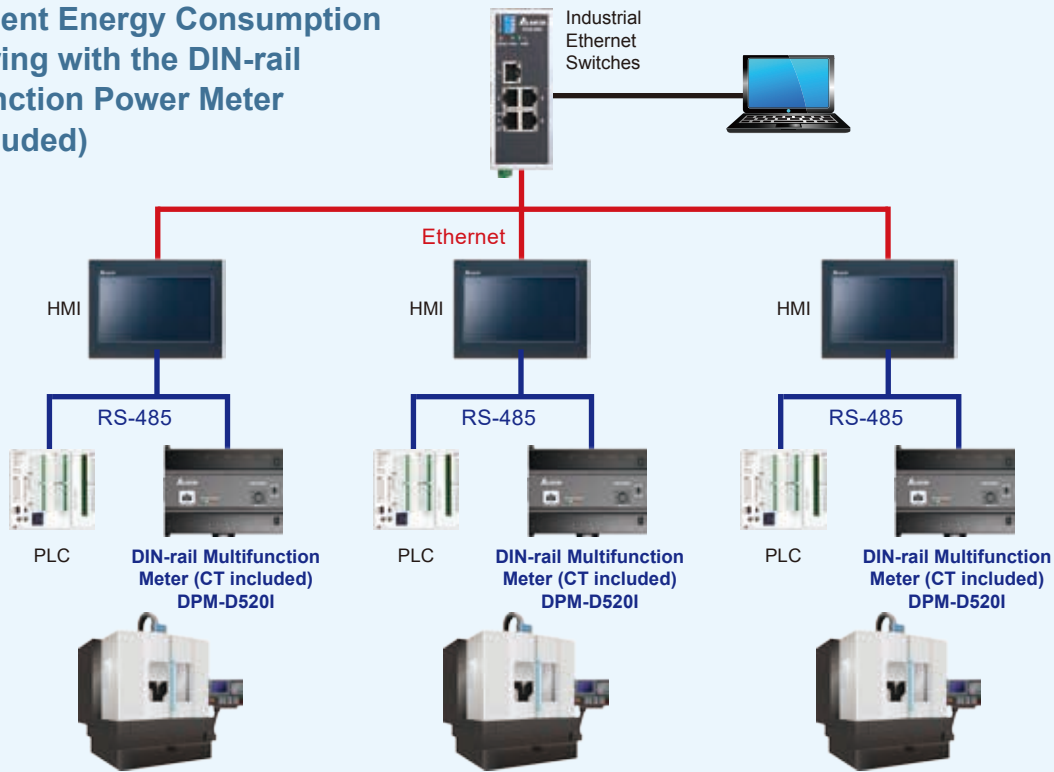 ent Energy Consumption
ing with the DIN-rail
nction Power Meter
uded)
Industrial
Ethernet
Switches
Ethernet
HMI
HMI
HMI
RS-485
RS-485
RS-485
PLC
DIN-rail Multifunction
Meter (CT included)
DPM-D520I
PLC
DIN-rail Multifunction
Meter (CT included)
DPM-D520I
PLC
DIN-rail Multifunction
Meter (CT included)
DPM-D520I